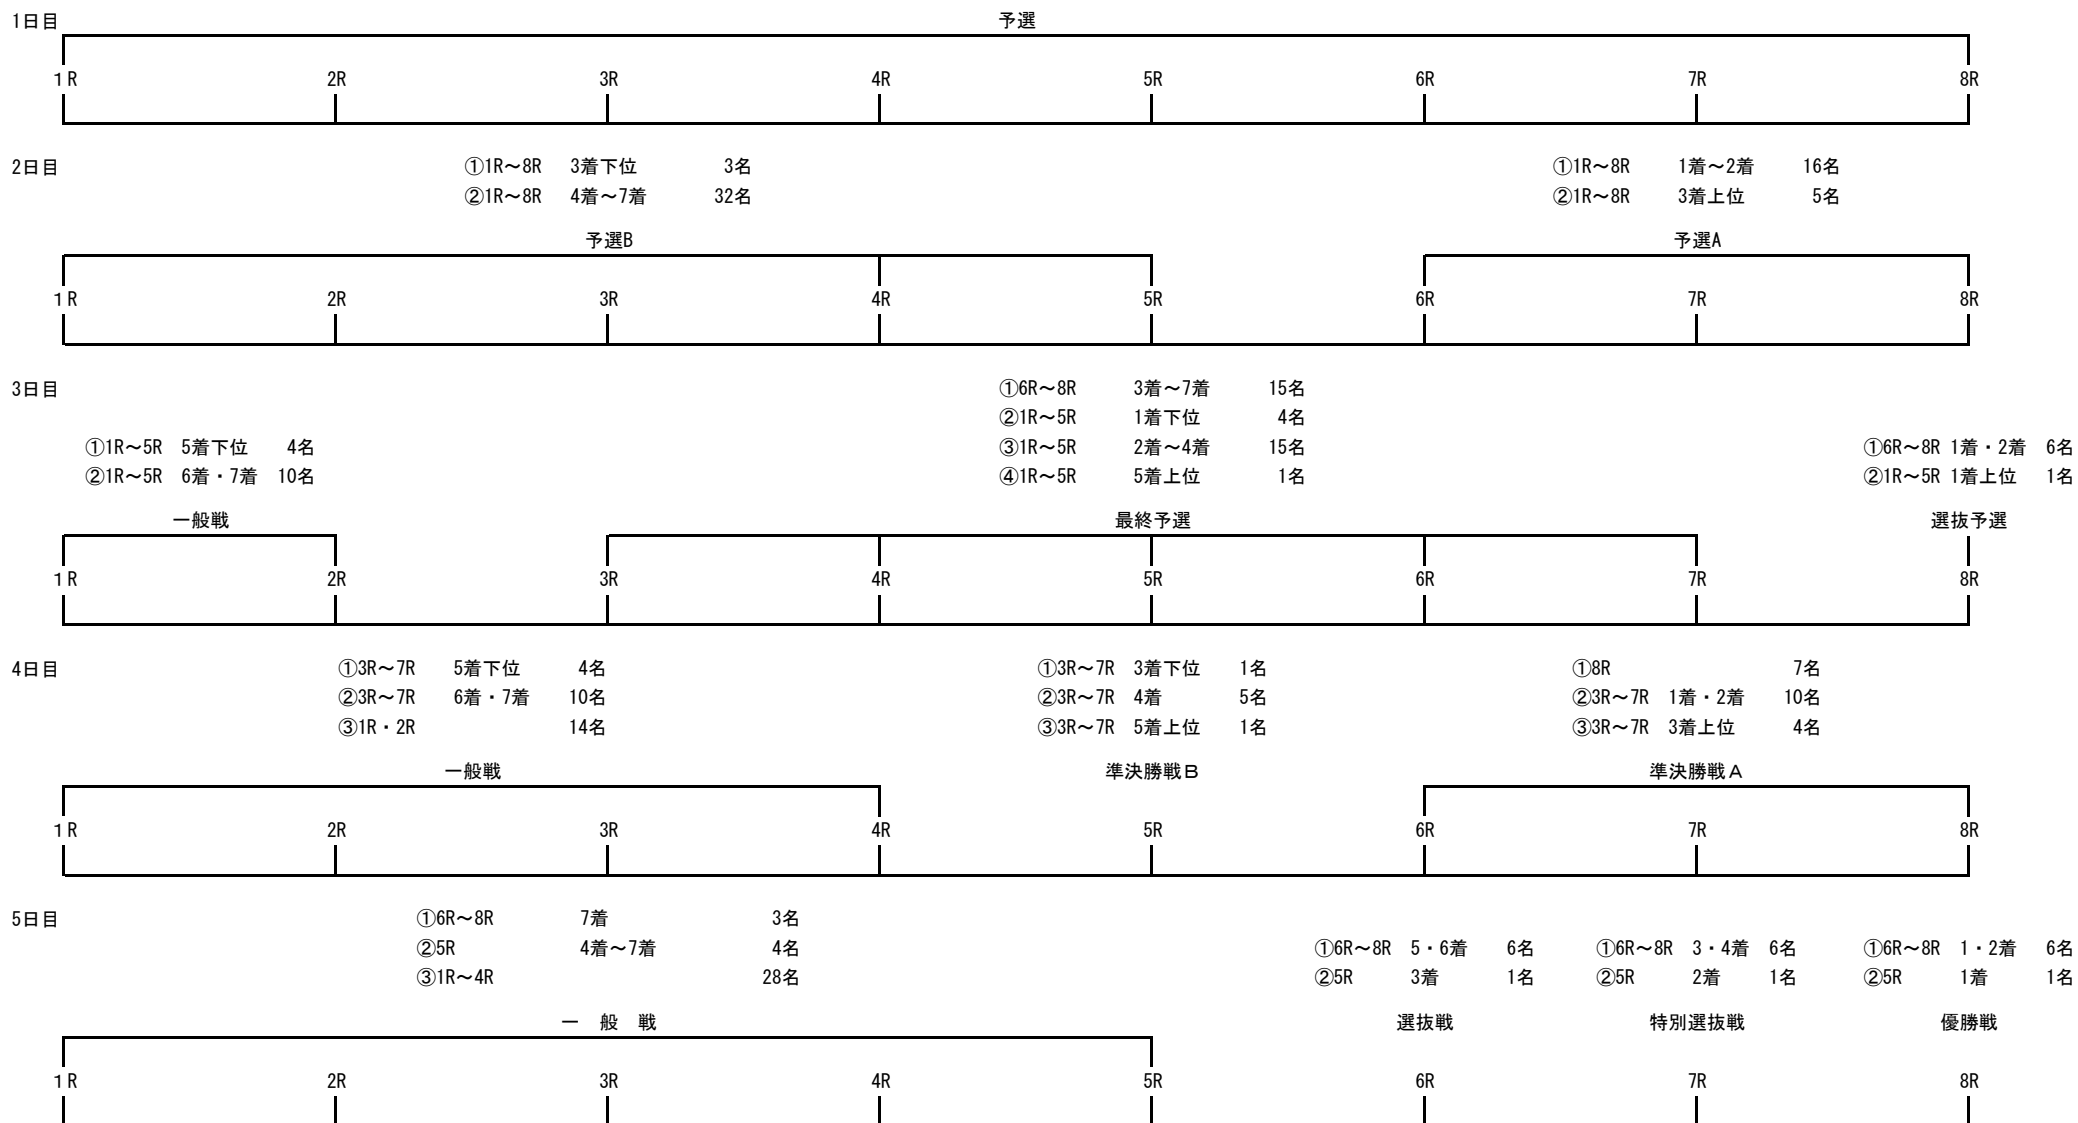 1日目 予選
1R 2R 3R 4R 5R 6R 7R 8R
2日目 ①1R～8R 3着下位 3名 ①1R～8R 1着～2着 16名
②1R～8R 4着～7着 32名 ②1R～8R 3着上位 5名
予選B 予選A
1R 2R 3R 4R 5R 6R 7R 8R
3日目 ①6R～8R 3着～7着 15名
②1R～5R 1着下位 4名
①1R～5R 5着下位 4名 ③1R～5R 2着～4着 15名 ①6R～8R 1着・2着 6名
②1R～5R 6着・7着 10名 ④1R～5R 5着上位 1名 ②1R～5R 1着上位 1名
一般戦 最終予選 選抜予選
1R 2R 3R 4R 5R 6R 7R 8R
4日目 ①3R～7R 5着下位 4名 ①3R～7R 3着下位 1名 ①8R 7名
②3R～7R 6着・7着 10名 ②3R～7R 4着 5名 ②3R～7R 1着・2着 10名
③1R・2R 14名 ③3R～7R 5着上位 1名 ③3R～7R 3着上位 4名
一般戦 準決勝戦Ｂ 準決勝戦Ａ
1R 2R 3R 4R 5R 6R 7R 8R
5日目 ①6R～8R 7着 3名
②5R 4着～7着 4名 ①6R～8R 5・6着 6名 ①6R～8R 3・4着 6名 ①6R～8R 1・2着 6名
③1R～4R 28名 ②5R 3着 1名 ②5R 2着 1名 ②5R 1着 1名
一 般 戦 選抜戦 特別選抜戦 優勝戦
1R 2R 3R 4R 5R 6R 7R 8R